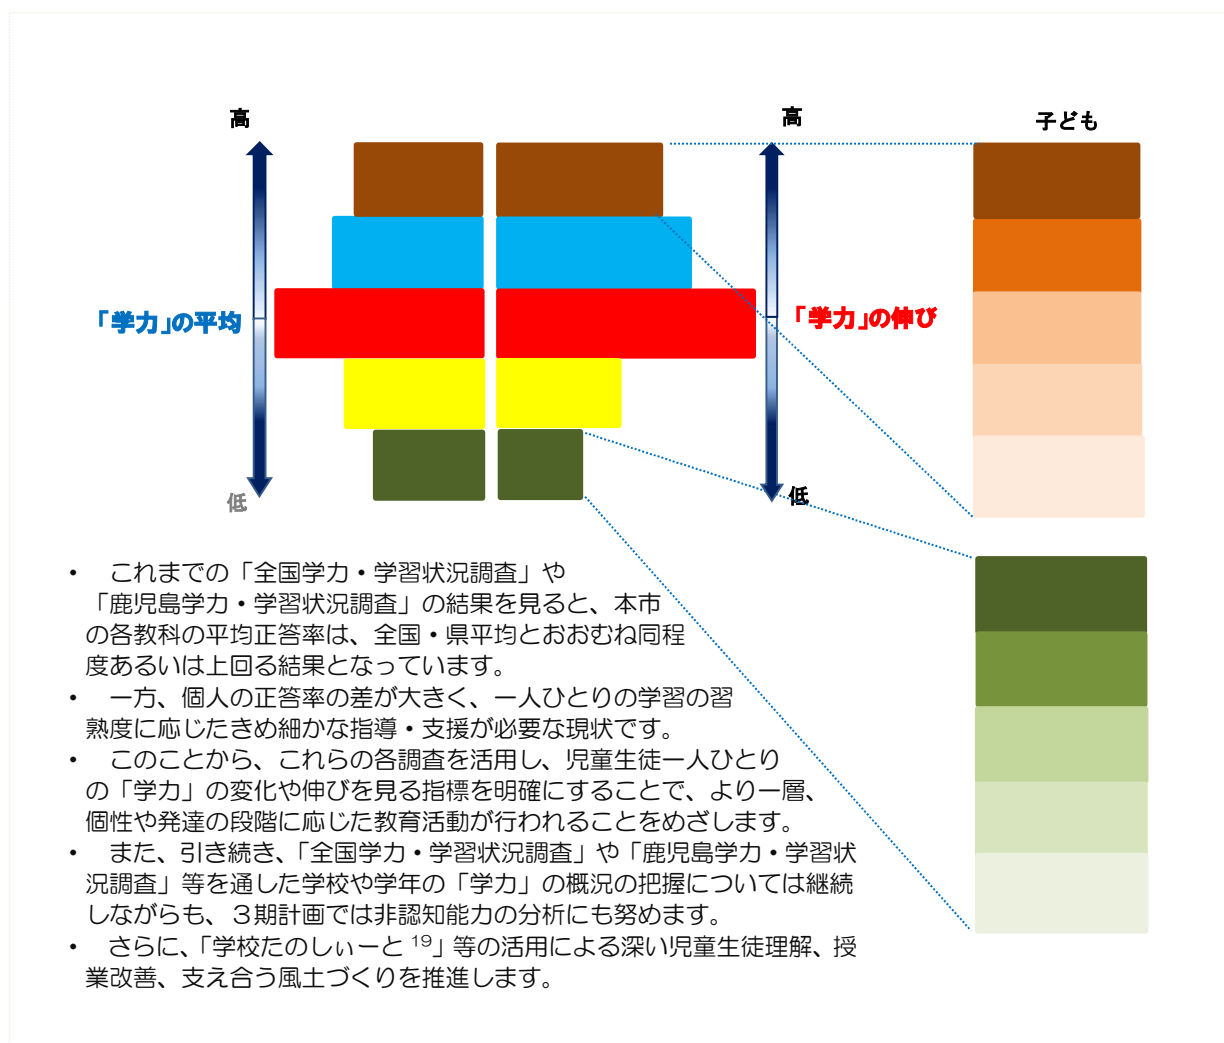 高
高
子ども
「学力」の平均
「学力」の伸び
低
低
・ これまでの「全国学力・学習状況調査」や
「鹿児島学力・学習状況調査」の結果を見ると、本市
の各教科の平均正答率は、全国・県平均とおおむね同程
度あるいは上回る結果となっています。
・ 一方、個人の正答率の差が大きく、一人ひとりの学習の習
熟度に応じたきめ細かな指導・支援が必要な現状です。
・ このことから、これらの各調査を活用し、児童生徒一人ひとり
の「学力」の変化や伸びを見る指標を明確にすることで、より一層、
個性や発達の段階に応じた教育活動が行われることをめざします。
・ また、引き続き、「全国学力・学習状況調査」や「鹿児島学力・学習状
況調査」等を通した学校や学年の「学力」の概況の把握については継続
しながらも、３期計画では非認知能力の分析にも努めます。
・ さらに、「学校たのしぃーと19」等の活用による深い児童生徒理解、授
業改善、支え合う風土づくりを推進します。